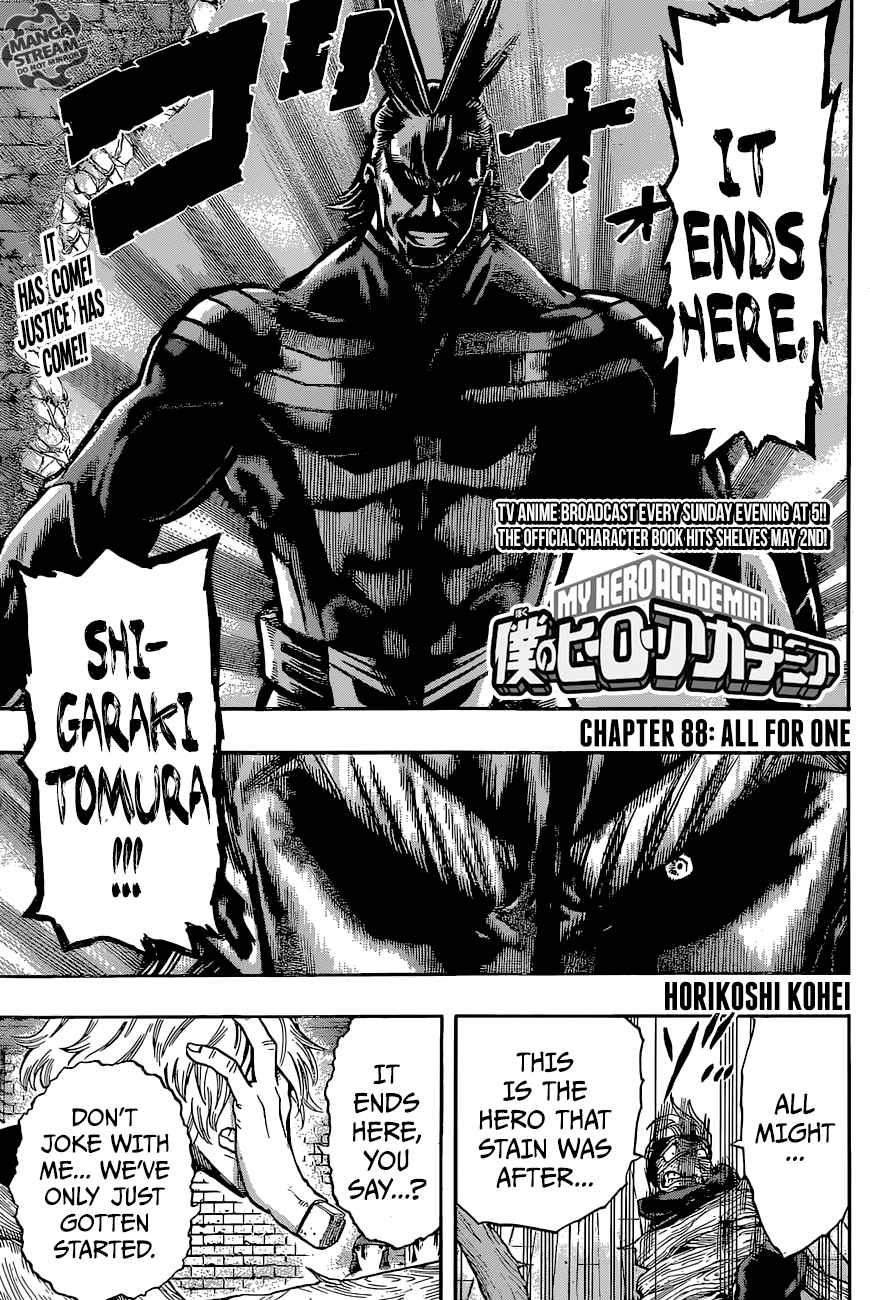 MANGA
STREAM
DO NOT MIRROR
ゴゴォォ
IT
ENDS
HERE.
IT
HAS COME!
JUSTICE HAS
COME!!
TV ANIME BROADCAST EVERY SUNDAY EVENING AT 5!!
THE OFFICIAL CHARACTER BOOK HITS SHELVES MAY 2ND!
MY HERO ACADEMIA
僕のヒーローアカデミア
SHI-
GARAKI
TOMURA
!!!
CHAPTER 88: ALL FOR ONE
HORIKOSHI KOHEI
ALL
MIGHT
...
THIS
IS THE
HERO THAT
STAIN WAS
AFTER...
IT
ENDS
HERE,
YOU
SAY...?
DON'T
JOKE WITH
ME... WE'VE
ONLY JUST
GOTTEN
STARTED.